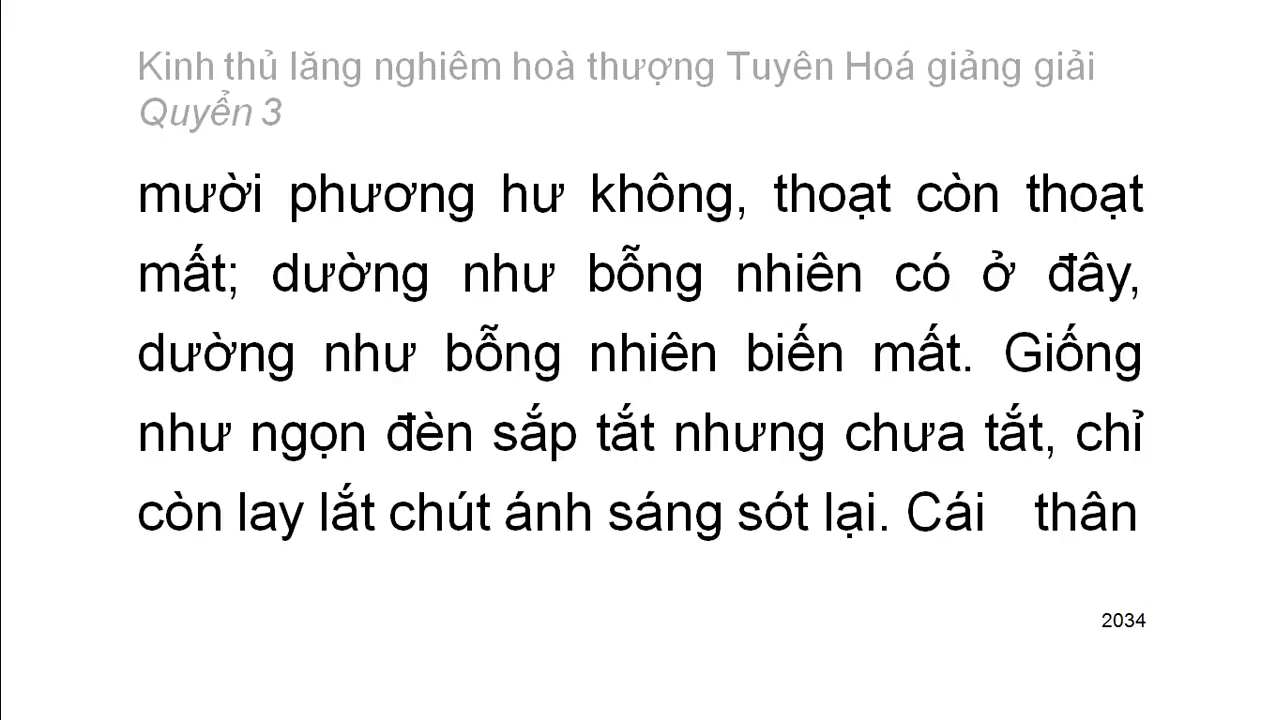 Kinh thủ lăng nghiêm hoà thượng Tuyên Hoá giảng giải
Quyển 3
mười phương hư không, thoạt còn thoạt
mất; dường như bỗng nhiên có ở đây,
dường như bỗng nhiên biến mất. Giống
như ngọn đèn sắp tắt nhưng chưa tắt, chỉ
còn lay lắt chút ánh sáng sót lại. Cái thân
2034